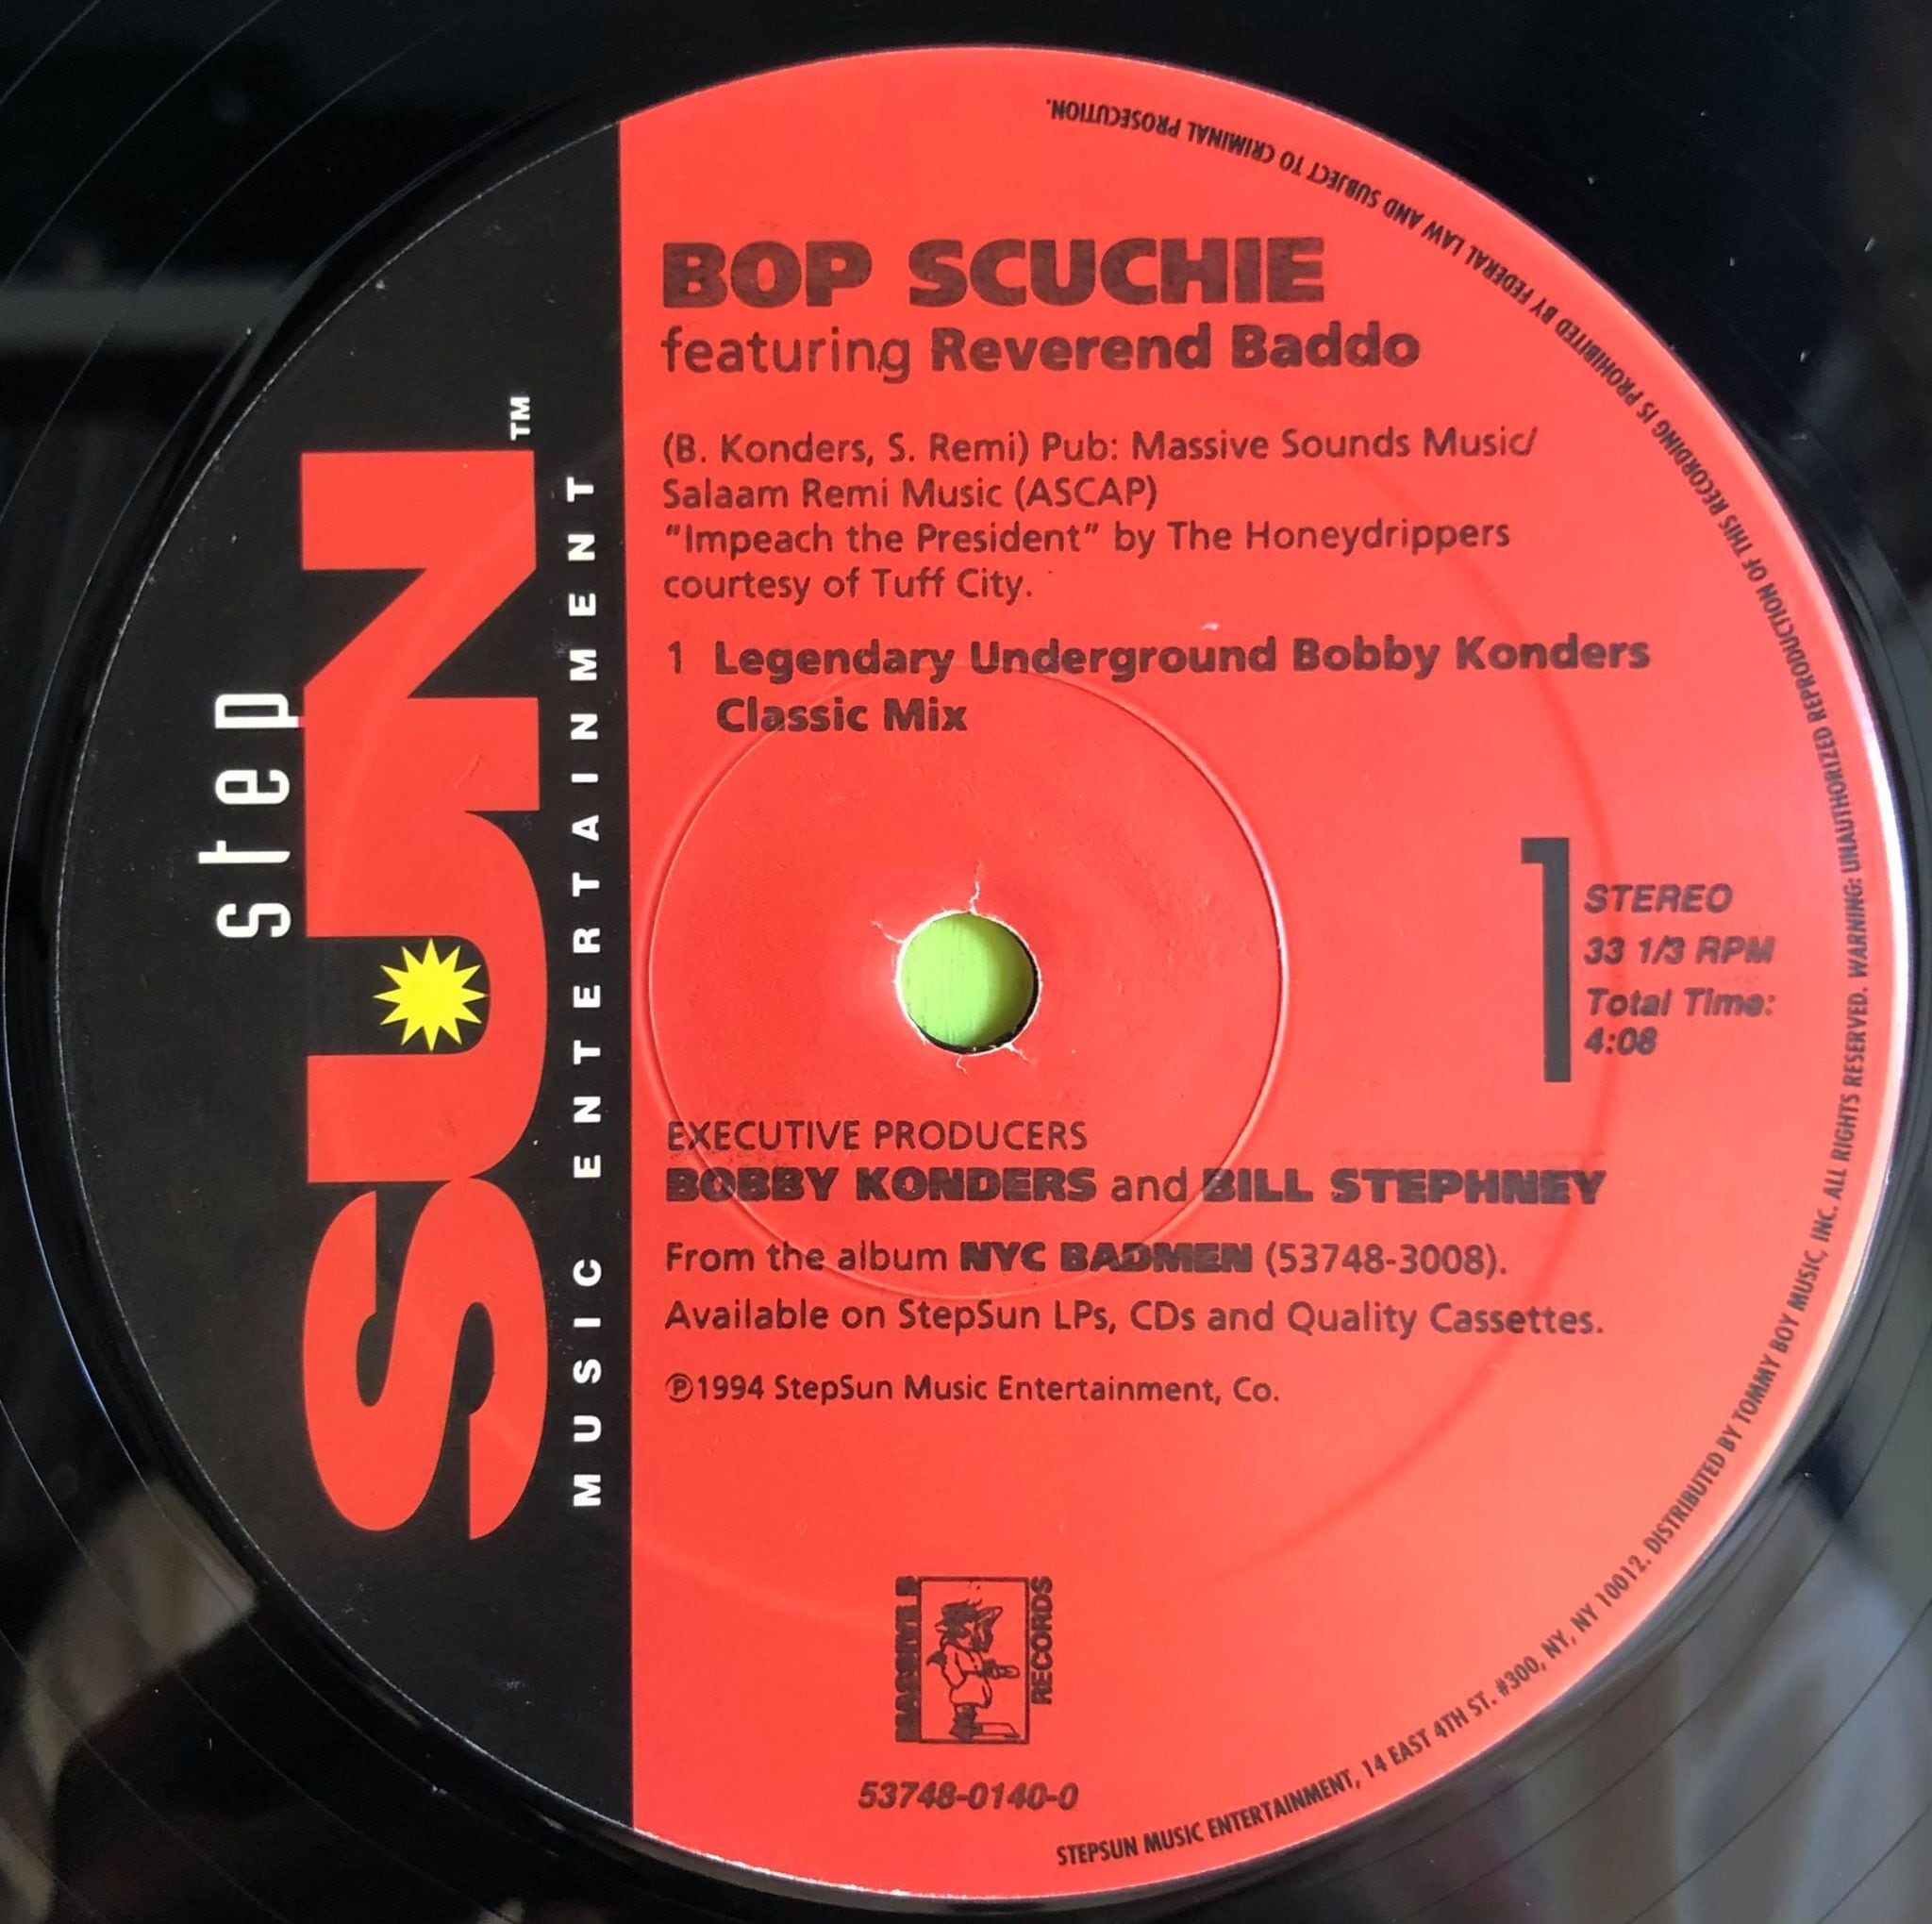 step
SUN
TM
MUSIC ENTERTAINMENT
BOP SCUCHIE
featuring Reverend Baddo
(B. Konders, S. Remi) Pub: Massive Sounds Music/
Salaam Remi Music (ASCAP)
"Impeach the President" by The Honeydrippers
courtesy of Tuff City.
1 Legendary Underground Bobby Konders
Classic Mix
1
STEREO
33 1/3 RPM
Total Time:
4:08
EXECUTIVE PRODUCERS
BOBBY KONDERS and BILL STEPHNEY
From the album NYC BADMEN (53748-3008).
Available on StepSun LPs, CDs and Quality Cassettes.
℗1994 StepSun Music Entertainment, Co.
MASSIVE B
RECORDS
53748-0140-0
STEPSUN MUSIC ENTERTAINMENT, 14 EAST 4TH ST. #300, NY, NY 10012. DISTRIBUTED BY TOMMY BOY MUSIC, INC. ALL RIGHTS RESERVED. WARNING: UNAUTHORIZED REPRODUCTION OF THIS RECORDING IS PROHIBITED BY FEDERAL LAW AND SUBJECT TO CRIMINAL PROSECUTION.